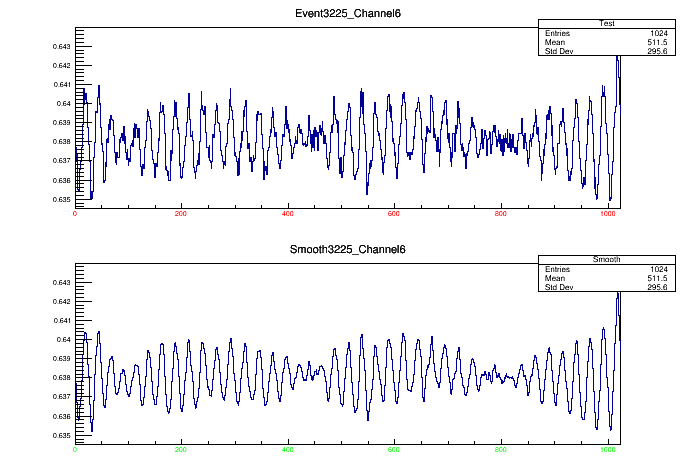 Event3225_Channel6
Test
Entries 1024
Mean 511.5
Std Dev 295.6
0.643
0.642
0.641
0.64
0.639
0.638
0.637
0.636
0.635
0 200 400 600 800 1000
Smooth3225_Channel6
Smooth
Entries 1024
Mean 511.5
Std Dev 295.6
0.643
0.642
0.641
0.64
0.639
0.638
0.637
0.636
0.635
0 200 400 600 800 1000